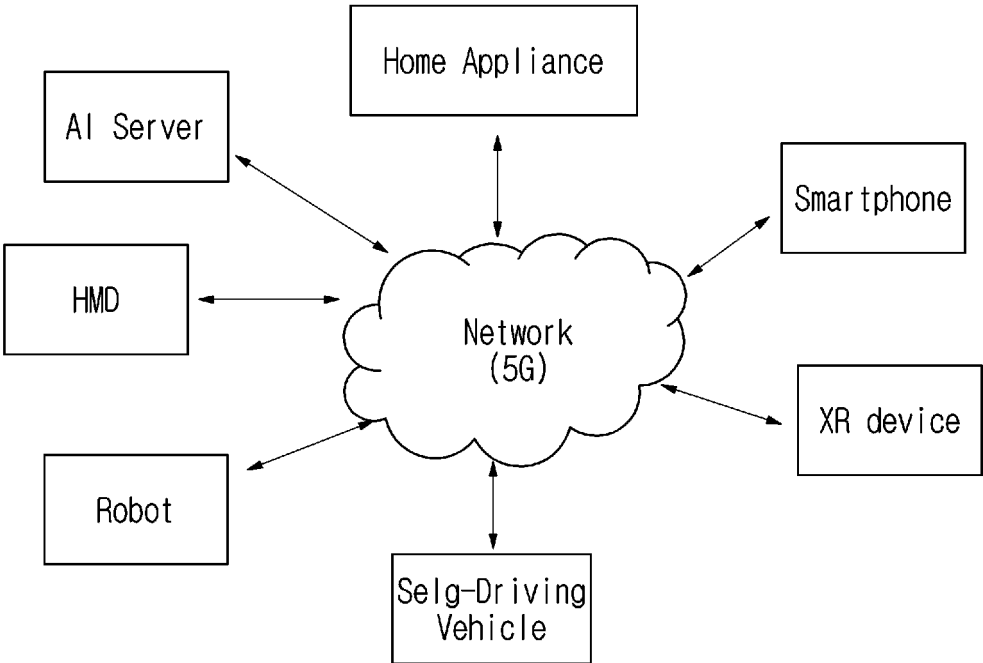 Home Appliance
AI Server
Smartphone
HMD
Network
(5G)
XR device
Robot
Selg-Driving
Vehicle